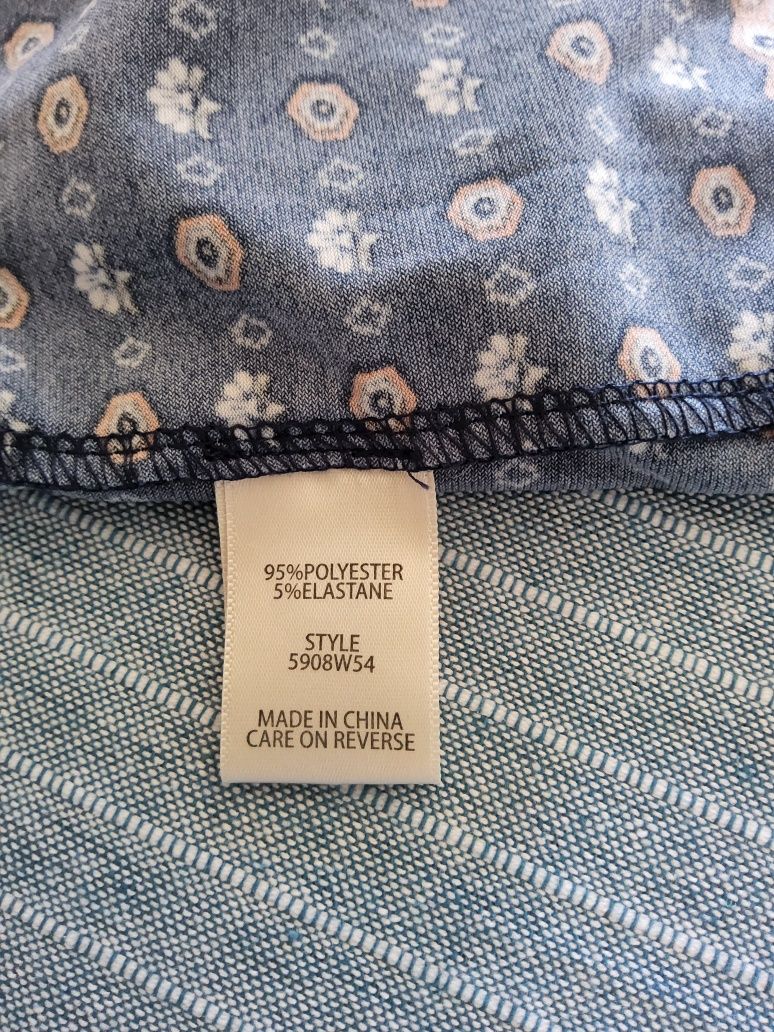 95%POLYESTER
5%ELASTANE
STYLE
5908W54
MADE IN CHINA
CARE ON REVERSE